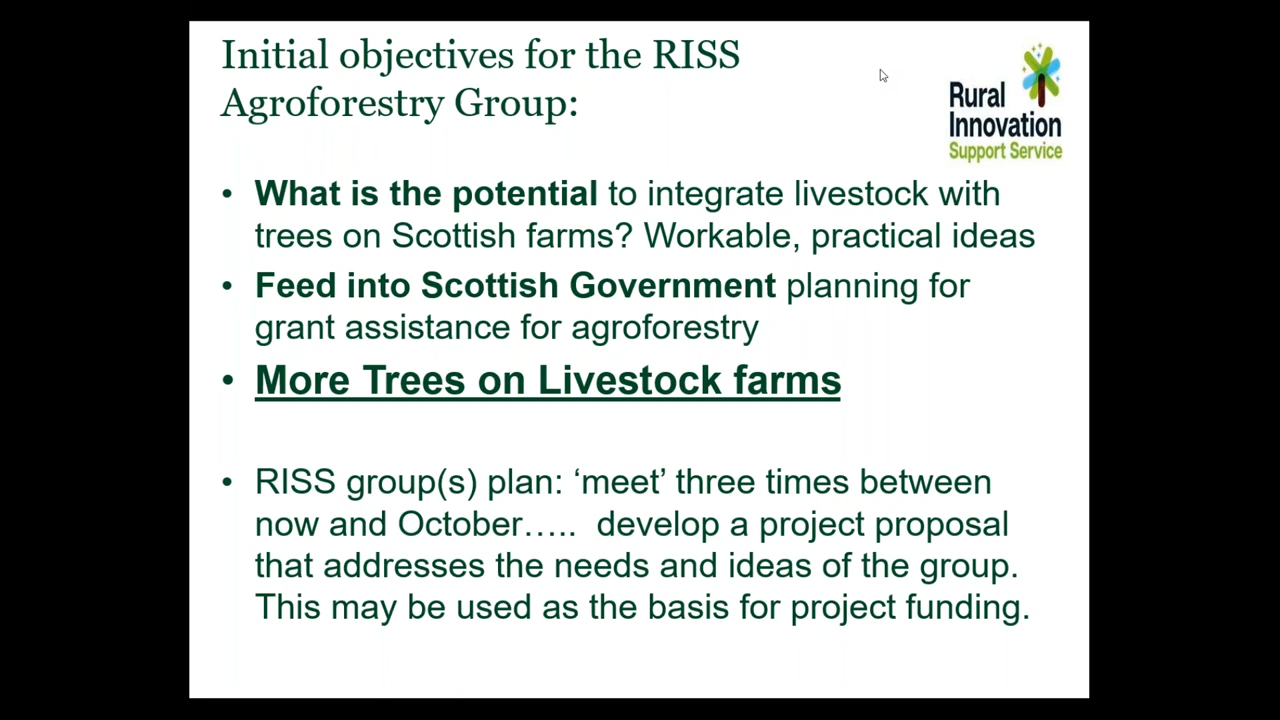 Initial objectives for the RISS
Agroforestry Group:
Rural
Innovation
Support Service
• What is the potential to integrate livestock with
trees on Scottish farms? Workable, practical ideas
• Feed into Scottish Government planning for
grant assistance for agroforestry
• More Trees on Livestock farms
• RISS group(s) plan: ‘meet’ three times between
now and October….. develop a project proposal
that addresses the needs and ideas of the group.
This may be used as the basis for project funding.